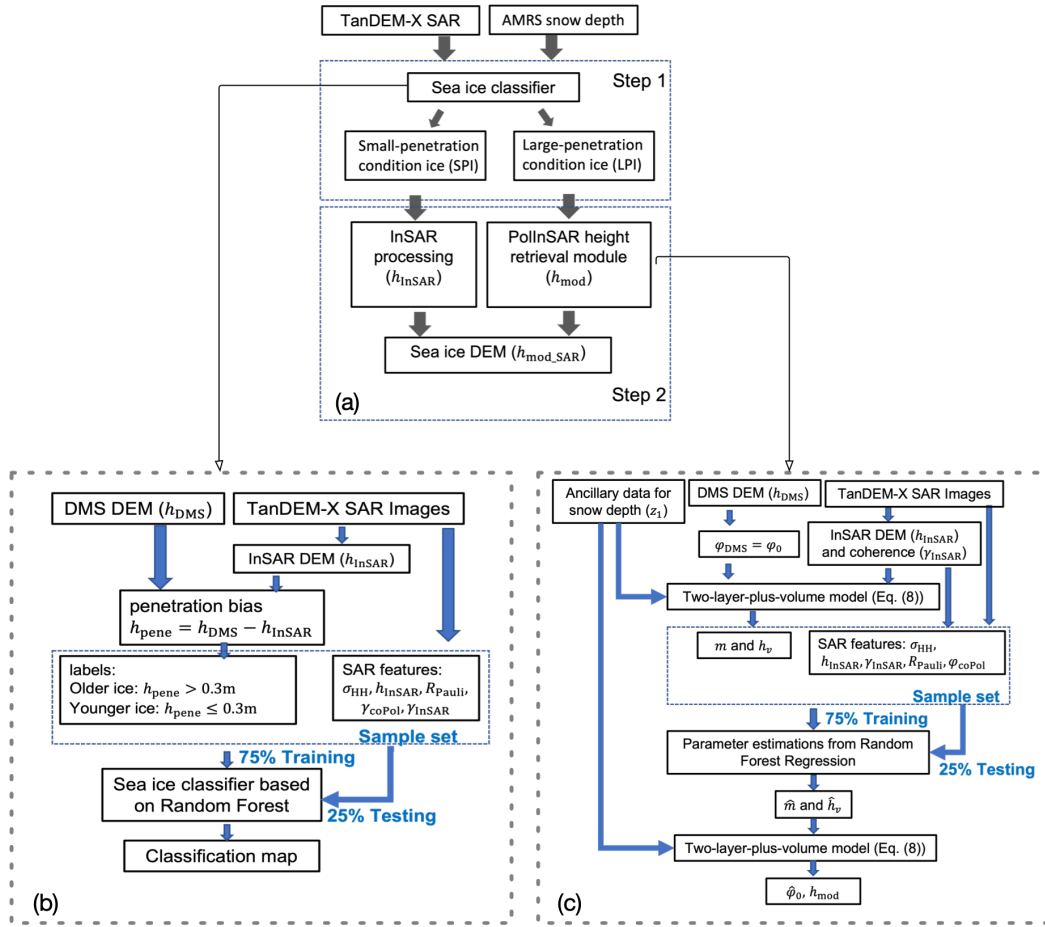 TanDEM-X SAR
AMRS snow depth
Step 1
Sea ice classifier
Small-penetration
condition ice (SPI)
Large-penetration
condition ice (LPI)
InSAR
processing
(h_InSAR)
PolInSAR height
retrieval module
(h_mod)
Sea ice DEM (h_mod_SAR)
Step 2
(a)
DMS DEM (h_DMS)
TanDEM-X SAR Images
InSAR DEM (h_InSAR)
penetration bias
h_pene = h_DMS − h_InSAR
labels:
Older ice: h_pene > 0.3m
Younger ice: h_pene ≤ 0.3m
SAR features:
σ_HH, h_InSAR, R_Pauli,
γ_coPol, γ_InSAR
Sample set
75% Training
Sea ice classifier based
on Random Forest
25% Testing
Classification map
(b)
Ancillary data for
snow depth (z_1)
DMS DEM (h_DMS)
TanDEM-X SAR Images
φ_DMS = φ_0
InSAR DEM (h_InSAR)
and coherence (γ_InSAR)
Two-layer-plus-volume model (Eq. (8))
m and h_v
SAR features: σ_HH,
h_InSAR, γ_InSAR, R_Pauli, φ_coPol
Sample set
75% Training
Parameter estimations from Random
Forest Regression
25% Testing
m̂ and ĥ_v
Two-layer-plus-volume model (Eq. (8))
φ̂_0, h_mod
(c)